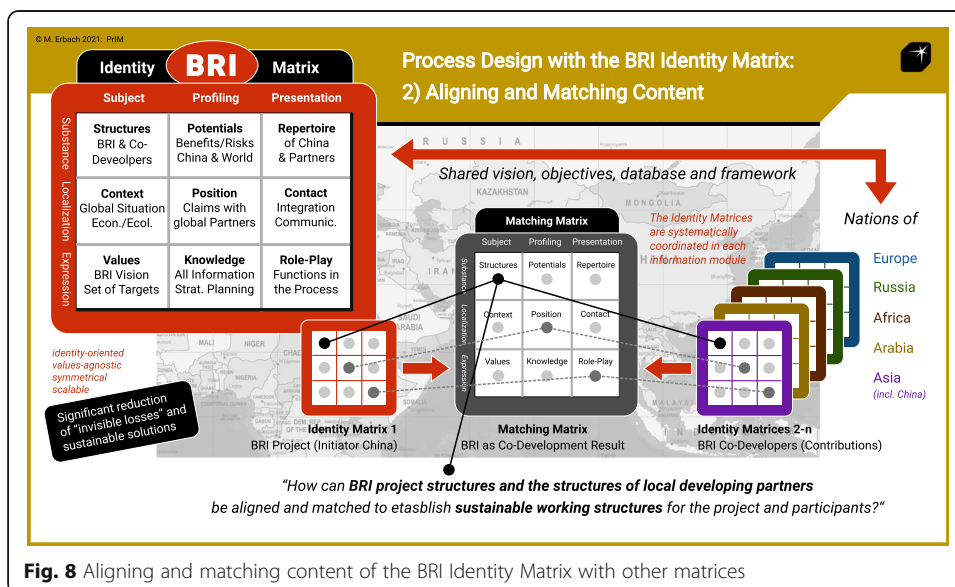 © M. Erbach 2021: PrIM
Identity BRI Matrix
Process Design with the BRI Identity Matrix:
2) Aligning and Matching Content
Subject Profiling Presentation
Substance
Structures
BRI & Co-
Deveolpers
Potentials
Benefits/Risks
China & World
Repertoire
of China
& Partners
Localization
Context
Global Situation
Econ./Ecol.
Position
Claims with
global Partners
Contact
Integration
Communic.
Expression
Values
BRI Vision
Set of Targets
Knowledge
All Information
Strat. Planning
Role-Play
Functions in
the Process
RUSSIA
KAZAKHSTAN
MONGOLIA
Shared vision, objectives, database and framework
Matching Matrix
Subject Profiling Presentation
Substance
Structures Potentials Repertoire
Localization
Context Position Contact
Expression
Values Knowledge Role-Play
The Identity Matrices
are systematically
coordinated in each
information module
Nations of
Europe
Russia
Africa
Arabia
Asia
(incl. China)
IRAQ
IRAN
SAUDI
ARABIA
MALI
NIGER
SOMALIA
MALAYSIA
identity-oriented
values-agnostic
symmetrical
scalable
Significant reduction
of "invisible losses" and
sustainable solutions
Identity Matrix 1
BRI Project (Initiator China)
Matching Matrix
BRI as Co-Development Result
Identity Matrices 2-n
BRI Co-Developers (Contributions)
“How can BRI project structures and the structures of local developing partners
be aligned and matched to etasblish sustainable working structures for the project and participants?“
Fig. 8 Aligning and matching content of the BRI Identity Matrix with other matrices